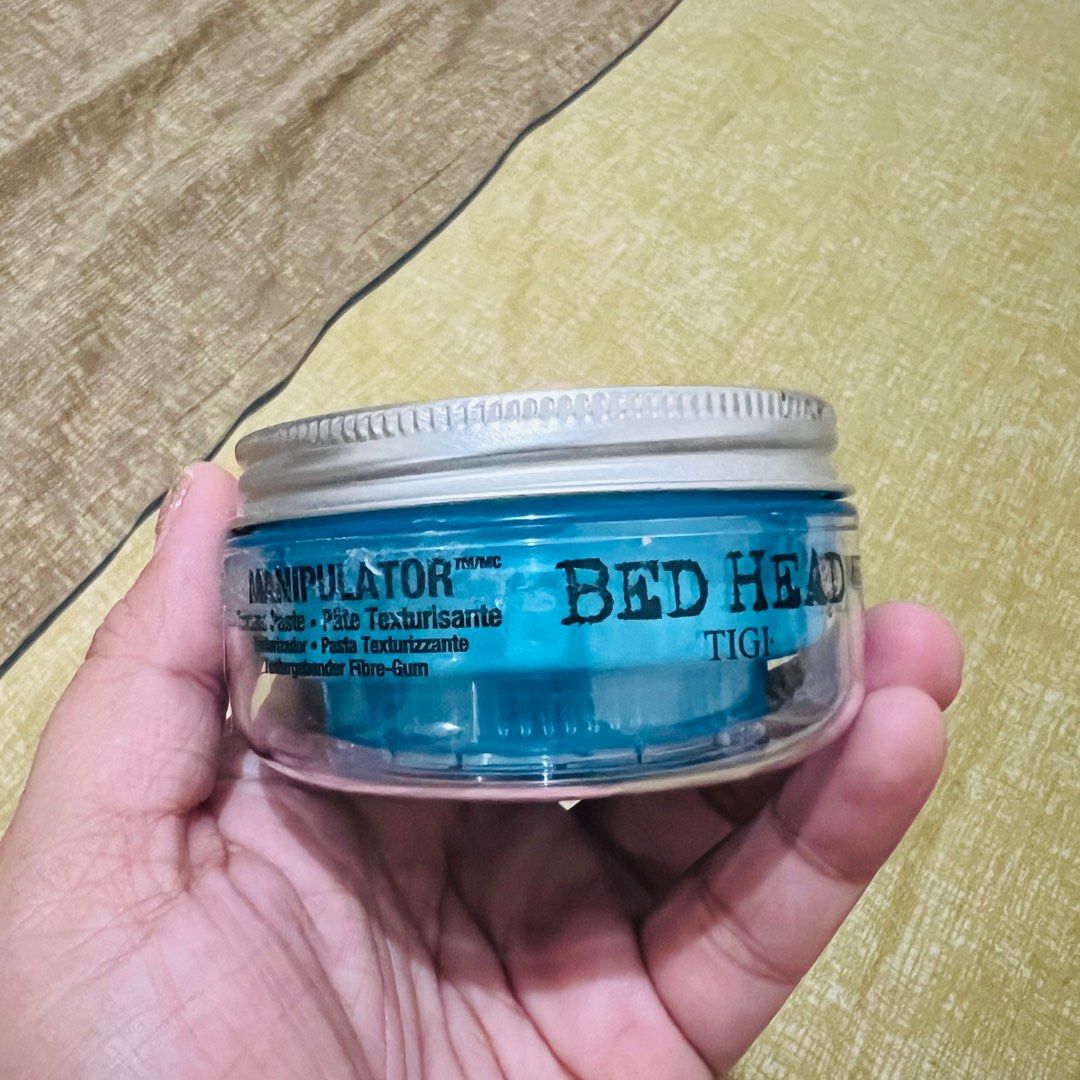 MANIPULATOR™/MC
Paste • Pâte Texturisante
• Pasta Texturizzante
Fibre-Gum
BED HEAD
TIGI